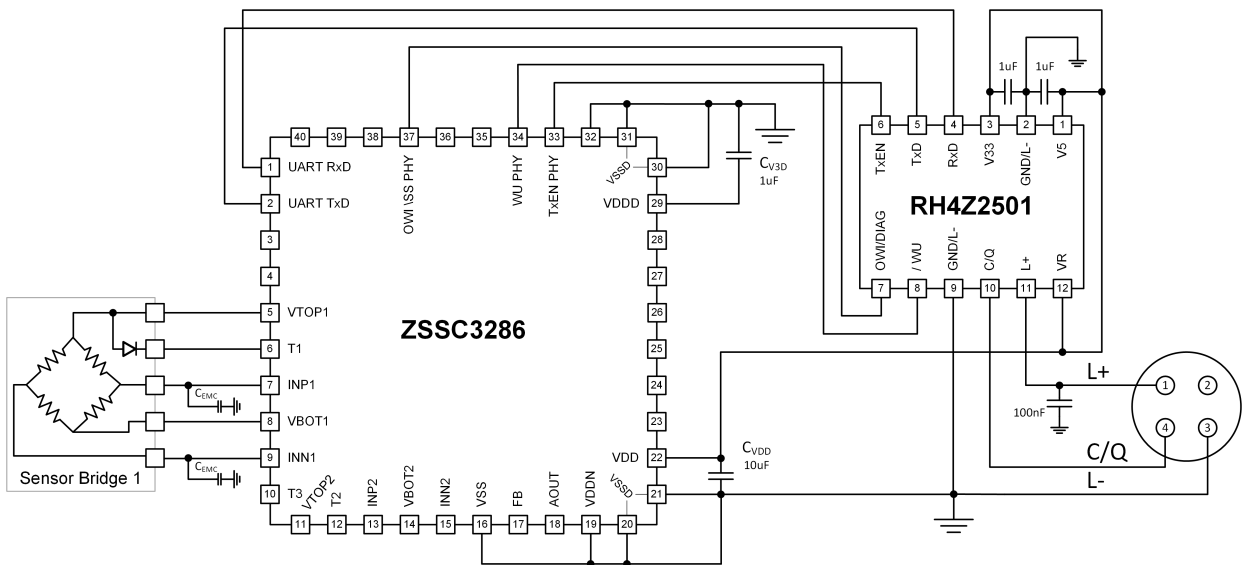 1uF
1uF
40
39
38
37
36
35
34
33
32
31
6
5
4
3
2
1
OWI \SS PHY
WU PHY
TxEN PHY
VSSD
TxEN
TxD
RxD
V33
GND/L-
V5
1 UART RxD
2 UART TxD
3
4
5 VTOP1
6 T1
7 INP1
8 VBOT1
9 INN1
10 T3
30
VDDD 29
28
27
26
25
24
23
VDD 22
VSSD 21
CV3D
1uF
RH4Z2501
OWI/DIAG
/ WU
GND/L-
C/Q
L+
VR
7
8
9
10
11
12
ZSSC3286
CEMC
CEMC
Sensor Bridge 1
CVDD
10uF
L+
100nF
C/Q
L-
1
2
4
3
VTOP2
T2
INP2
VBOT2
INN2
VSS
FB
AOUT
VDDN
11
12
13
14
15
16
17
18
19
20